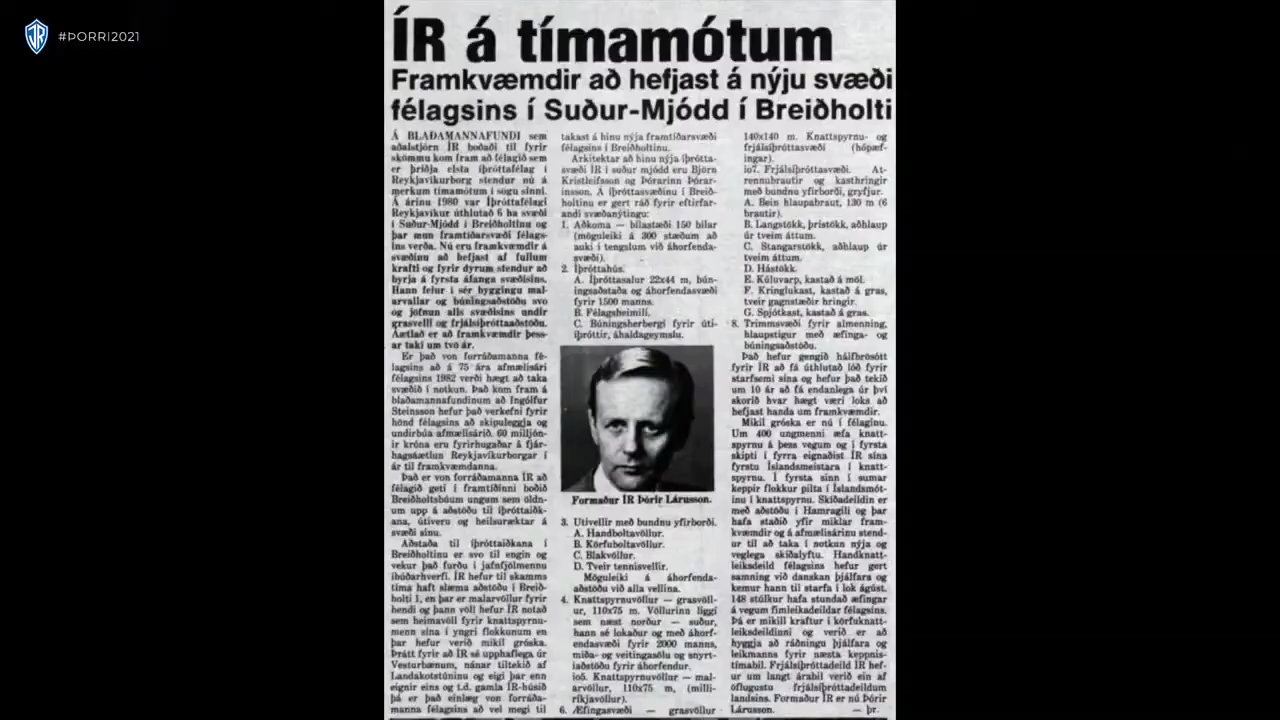 #ÞORRI2021
ÍR á tímamótum
Framkvæmdir að hefjast á nýju svæði
félagsins í Suður-Mjódd í Breiðholti
Á BLAÐAMANNAFUNDI sem
aðalstjórn ÍR boðaði til fyrir
skömmu kom fram að félagið sem
er þriðja elsta íþróttafélag í
Reykjavíkurborg stendur nú á
merkum tímamótum í sögu sinni.
Á árinu 1980 var Íþróttafélagi
Reykjavíkur úthlutað 6 ha svæði
í Suður-Mjódd í Breiðholtinu og
þar mun framtíðarsvæði félags-
ins verða. Nú eru framkvæmdir á
svæðinu að hefjast af fullum
krafti og fyrir dyrum stendur að
byrja á fyrsta áfanga svæðisins.
Hann felur í sér byggingu mal-
arvallar og búningsaðstöðu svo
og jöfnun alls svæðisins undir
grasvelli og frjálsíþróttaaðstöðu.
Áætlað er að framkvæmdir þess-
ar taki um tvö ár.
Er það von forráðamanna fé-
lagsins að á 75 ára afmælisári
félagsins 1982 verði hægt að taka
svæðið í notkun. Það kom fram á
blaðamannafundinum að Ingólfur
Steinsson hefur það verkefni fyrir
hönd félagsins að skipuleggja og
undirbúa afmælisárið. 60 milljón-
ir króna eru fyrirhugaðar á fjár-
hagsáætlun Reykjavíkurborgar í
ár til framkvæmdanna.
Það er von forráðamanna ÍR að
félagið geti í framtíðinni boðið
Breiðholtsbúum ungum sem öldn-
um upp á aðstöðu til íþróttaiðk-
ana, útiveru og heilsuræktar á
svæði sínu.
Aðstaða til íþróttaiðkana í
Breiðholtinu er svo til engin og
vekur það furðu í jafnfjölmennu
íbúðarhverfi. ÍR hefur til skamms
tíma haft slæma aðstöðu í Breið-
holti 1, en þar er malarvöllur fyrir
hendi og þann völl hefur ÍR notað
sem heimavöll fyrir knattspyrnu-
menn sína í yngri flokkunum en
þar hefur verið mikil gróska.
Þrátt fyrir að ÍR sé upphaflega úr
Vesturbænum, nánar tiltekið af
Landakotstúninu og eigi þar enn
eignir eins og t.d. gamla ÍR-húsið
þá er það einlæg von forráða-
manna félagsins að vel megi til
takast á hinu nýja framtíðarsvæði
félagsins í Breiðholtinu.
Arkitektar að hinu nýja íþrótta-
svæði ÍR í suður mjódd eru Björn
Kristleifsson og Þórarinn Þórar-
insson. Á íþróttasvæðinu í Breið-
holtinu er gert ráð fyrir eftirfar-
andi svæðanýtingu:
1. Aðkoma — bílastæði 150 bílar
(möguleiki á 300 stæðum að
auki í tengslum við áhorfenda-
svæði).
2. Íþróttahús.
A. Íþróttasalur 22x44 m, bún-
ingsaðstaða og áhorfendasvæði
fyrir 1500 manns.
B. Félagsheimili.
C. Búningsherbergi fyrir úti-
íþróttir, áhaldageymslu.
Formaður ÍR Þórir Lárusson.
3. Útivellir með bundnu yfirborði.
A. Handboltavöllur.
B. Körfuboltavöllur.
C. Blakvöllur.
D. Tveir tennisvellir.
Möguleiki á áhorfenda-
aðstöðu við alla vellina.
4. Knattspyrnuvöllur — grasvöll-
ur, 110x75 m. Völlurinn liggi
sem næst norður — suður,
hann sé lokaður og með áhorf-
endasvæði fyrir 2000 manns,
miða- og veitingasölu og snyrt-
iaðstöðu fyrir áhorfendur.
io5. Knattspyrnuvöllur — mal-
arvöllur, 110x75 m, (milli-
ríkjavöllur).
6. Æfingasvæði — grasvöllur
140x140 m. Knattspyrnu- og
frjálsíþróttasvæði (hópæf-
ingar).
io7. Frjálsíþróttasvæði. At-
rennubrautir og kasthringir
með bundnu yfirborði, gryfjur.
A. Bein hlaupabraut, 130 m (6
brautir).
B. Langstökk, þrístökk, aðhlaup
úr tveim áttum.
C. Stangarstökk, aðhlaup úr
tveim áttum.
D. Hástökk.
E. Kúluvarp, kastað á möl.
F. Kringlukast, kastað á gras,
tveir gagnstæðir hringir.
G. Spjótkast, kastað á gras.
8. Trimmsvæði fyrir almenning,
hlaupstígur með æfinga- og
búningsaðstöðu.
Það hefur gengið hálfbrösótt
fyrir ÍR að fá úthlutað lóð fyrir
starfsemi sína og hefur það tekið
um 10 ár að fá endanlega úr því
skorið hvar hægt væri loks að
hefjast handa um framkvæmdir.
Mikil gróska er nú í félaginu.
Um 400 ungmenni æfa knatt-
spyrnu á þess vegum og í fyrsta
skipti í fyrra eignaðist ÍR sína
fyrstu Íslandsmeistara í knatt-
spyrnu. Í fyrsta sinn í sumar
keppir flokkur pilta í Íslandsmót-
inu í knattspyrnu. Skíðadeildin er
með aðstöðu í Hamragili og þar
hafa staðið yfir miklar fram-
kvæmdir og á afmælisárinu stend-
ur til að taka í notkun nýja og
veglega skíðalyftu. Handknatt-
leiksdeild félagsins hefur gert
samning við danskan þjálfara og
kemur hann til starfa í lok ágúst.
148 stúlkur hafa stundað æfingar
á vegum fimleikadeildar félagsins.
Þá er mikill kraftur í körfuknatt-
leiksdeildinni og verið er að
hyggja að ráðningu þjálfara og
leikmanns fyrir næsta keppnis-
tímabil. Frjálsíþróttadeild ÍR hef-
ur um langt árabil verið ein af
öflugustu frjálsíþróttadeildum
landsins. Formaður ÍR er nú Þórir
Lárusson. — þr.